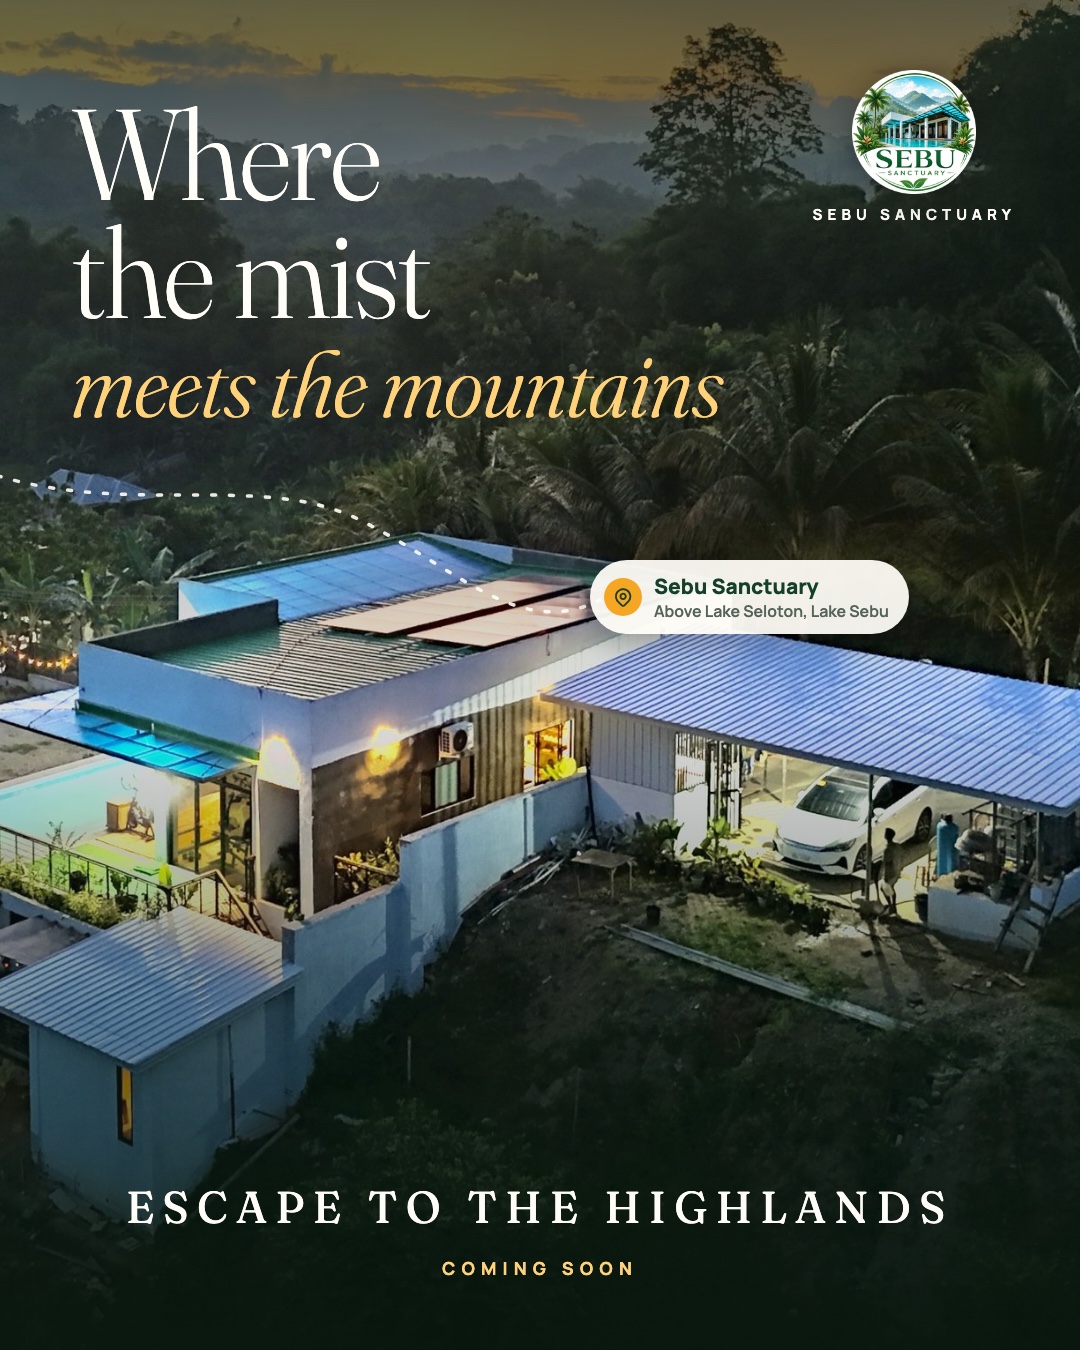 Where
the mist
meets the mountains
SEBU
SANCTUARY
SEBU SANCTUARY
Sebu Sanctuary
Above Lake Seloton, Lake Sebu
ESCAPE TO THE HIGHLANDS
COMING SOON